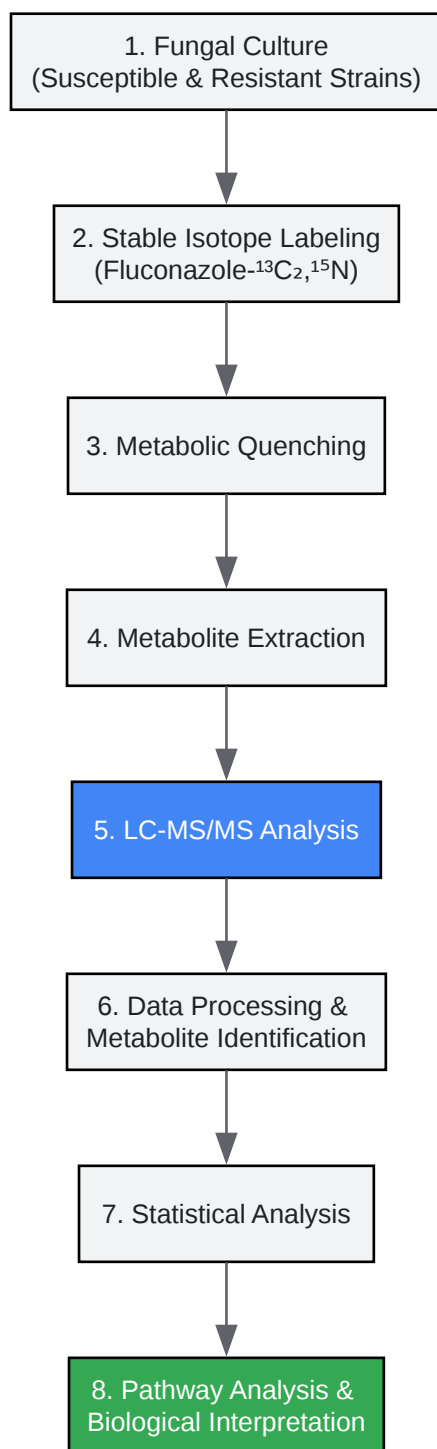 1. Fungal Culture
(Susceptible & Resistant Strains)
2. Stable Isotope Labeling
(Fluconazole-¹³C₂,¹⁵N)
3. Metabolic Quenching
4. Metabolite Extraction
5. LC-MS/MS Analysis
6. Data Processing &
Metabolite Identification
7. Statistical Analysis
8. Pathway Analysis &
Biological Interpretation